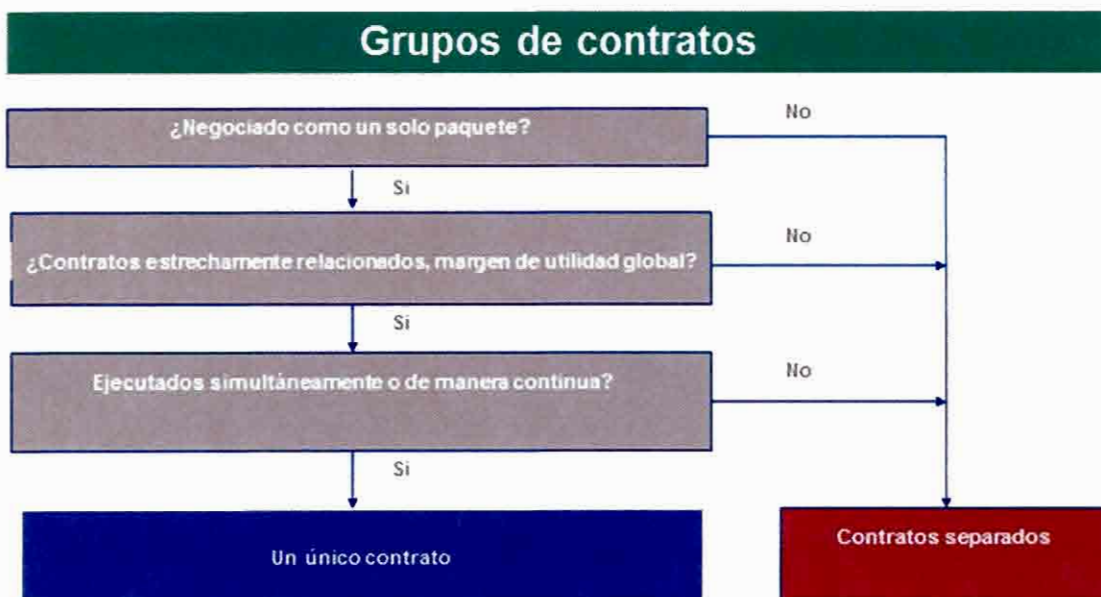 Grupos de contratos
¿Negociado como un solo paquete?
No
Si
¿Contratos estrechamente relacionados, margen de utilidad global?
No
Si
Ejecutados simultáneamente o de manera continua?
No
Si
Un único contrato
Contratos separados